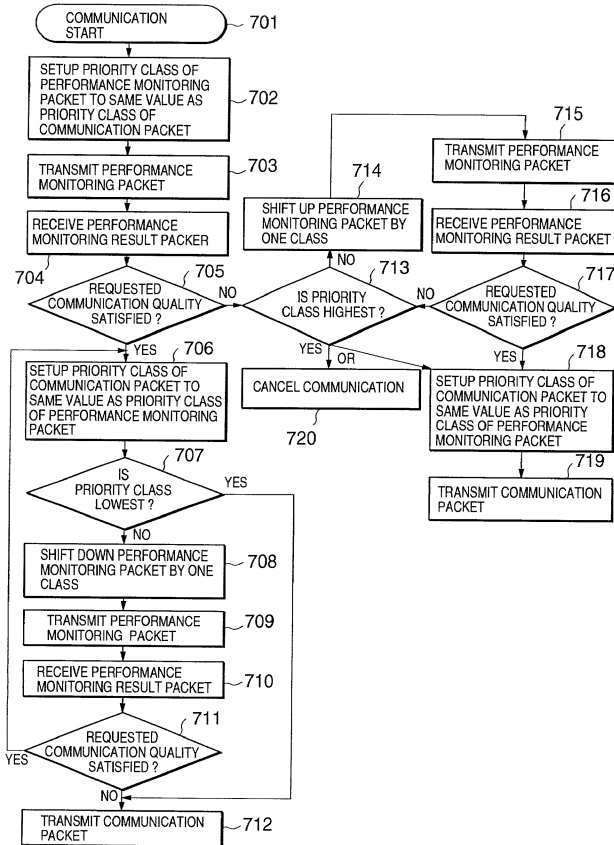 COMMUNICATION
START
701
SETUP PRIORITY CLASS OF
PERFORMANCE MONITORING
PACKET TO SAME VALUE AS
PRIORITY CLASS OF
COMMUNICATION PACKET
702
TRANSMIT PERFORMANCE
MONITORING PACKET
703
RECEIVE PERFORMANCE
MONITORING RESULT PACKER
704
705
REQUESTED
COMMUNICATION QUALITY
SATISFIED ?
NO
YES
706
SETUP PRIORITY CLASS OF
COMMUNICATION PACKET TO
SAME VALUE AS PRIORITY CLASS
OF PERFORMANCE MONITORING
PACKET
707
IS
PRIORITY CLASS
LOWEST ?
YES
NO
SHIFT DOWN PERFORMANCE
MONITORING PACKET BY ONE
CLASS
708
TRANSMIT PERFORMANCE
MONITORING PACKET
709
RECEIVE PERFORMANCE
MONITORING RESULT PACKET
710
711
REQUESTED
COMMUNICATION QUALITY
SATISFIED ?
YES
NO
TRANSMIT COMMUNICATION
PACKET
712
714
SHIFT UP PERFORMANCE
MONITORING PACKET BY
ONE CLASS
NO
713
IS PRIORITY
CLASS HIGHEST ?
YES
OR
CANCEL COMMUNICATION
720
715
TRANSMIT PERFORMANCE
MONITORING PACKET
716
RECEIVE PERFORMANCE
MONITORING RESULT PACKET
717
REQUESTED
COMMUNICATION QUALITY
SATISFIED ?
NO
YES
718
SETUP PRIORITY CLASS OF
COMMUNICATION PACKET TO
SAME VALUE AS PRIORITY
CLASS OF PERFORMANCE
MONITORING PACKET
719
TRANSMIT COMMUNICATION
PACKET